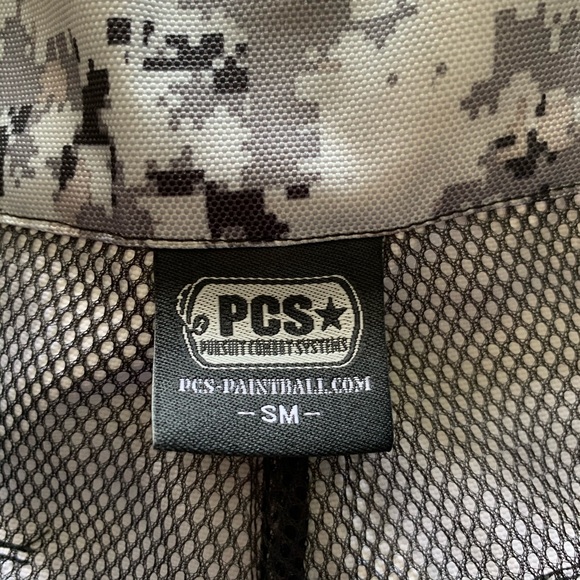 PCS★
PURSUIT COMBAT SYSTEMS
PCS-PAINTBALL.COM
-SM-